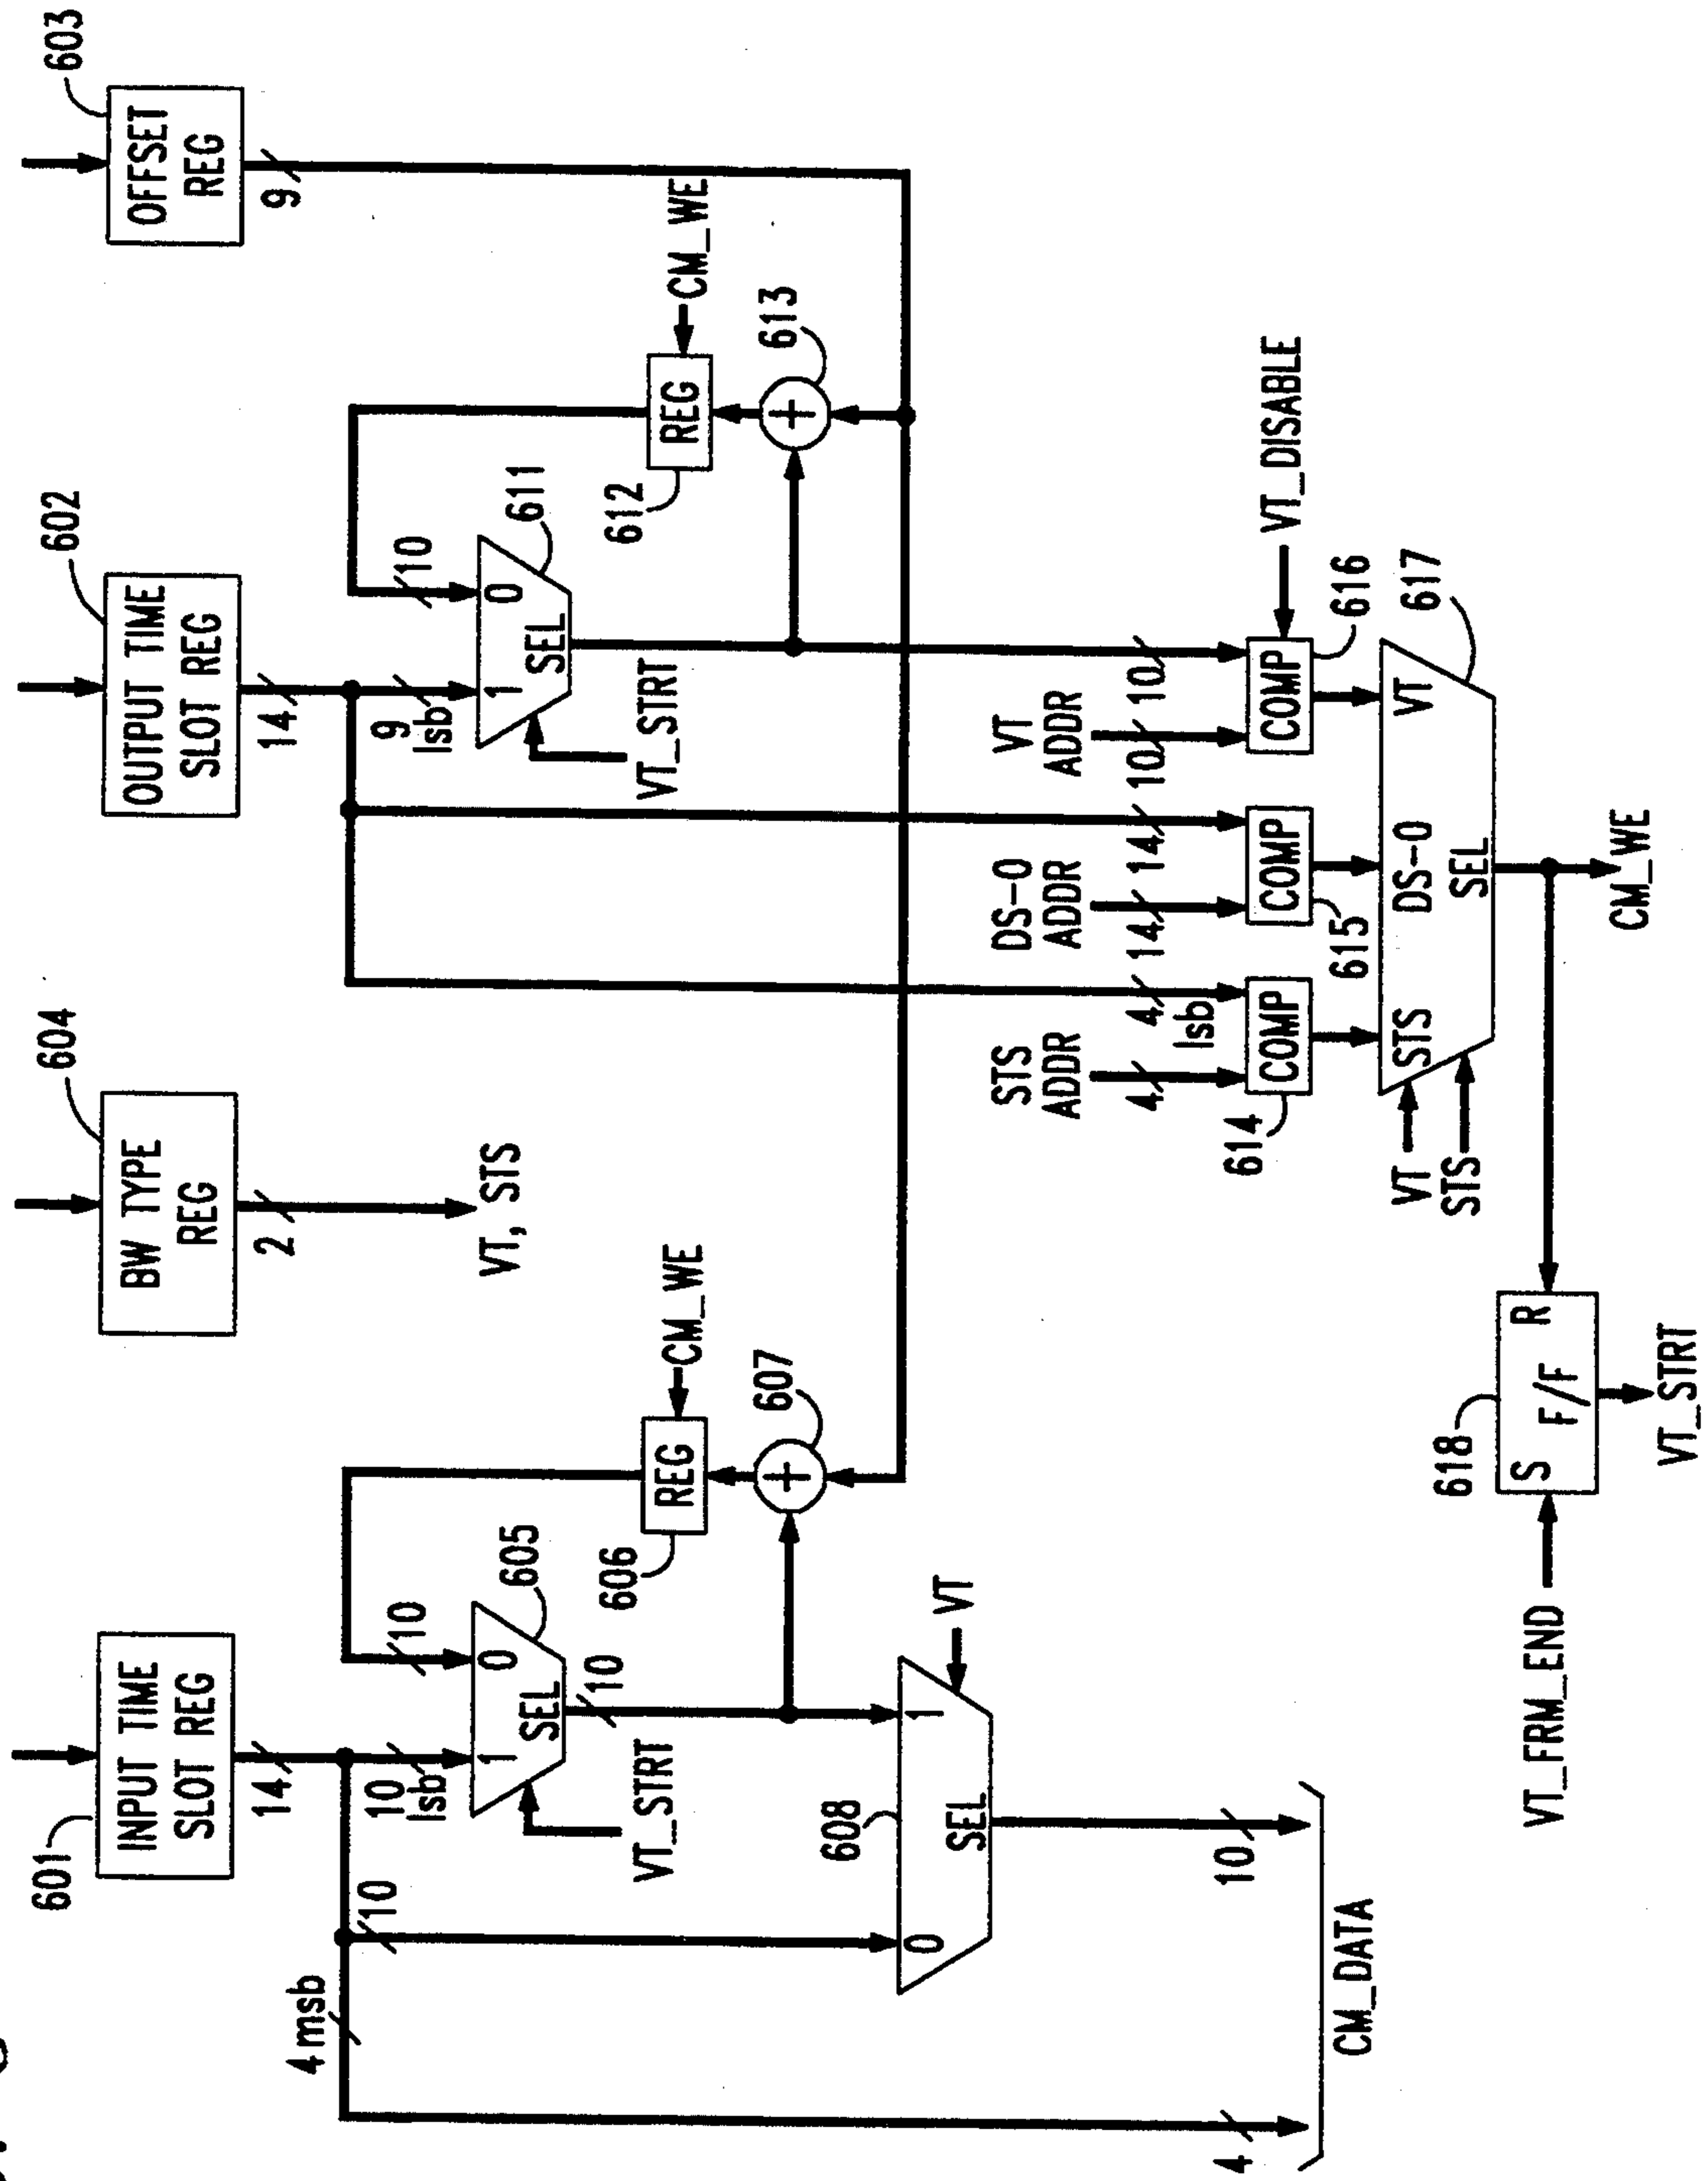 601
INPUT TIME
SLOT REG
604
BW TYPE
REG
602
OUTPUT TIME
SLOT REG
603
OFFSET
REG
14
2
14
9
4 msb
10
10
lsb
10
VT, STS
9
lsb
10
1
0
SEL
605
VT_STRT
10
606
REG
CM_WE
607
1
0
SEL
611
VT_STRT
612
REG
CM_WE
613
608
0
1
SEL
VT
10
4
CM_DATA
STS
ADDR
DS-0
ADDR
VT
ADDR
4
4
lsb
14
14
10
10
614
COMP
COMP
615
COMP
616
VT_DISABLE
STS
DS-0
VT
SEL
617
VT
STS
CM_WE
618
S
R
F/F
VT_FRM_END
VT_STRT